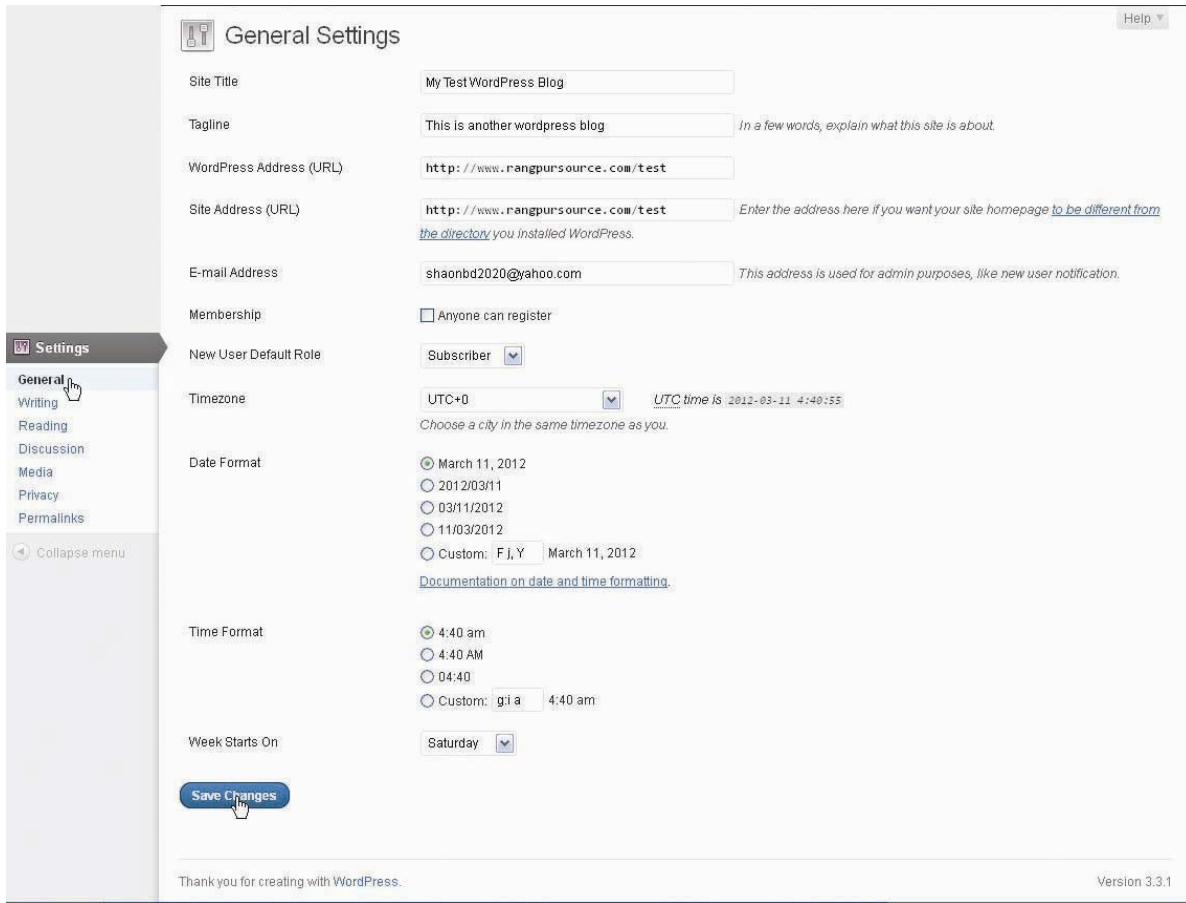 Help
General Settings
Site Title My Test WordPress Blog
Tagline This is another wordpress blog In a few words, explain what this site is about.
WordPress Address (URL) http://www.rangpursource.com/test
Site Address (URL) http://www.rangpursource.com/test Enter the address here if you want your site homepage to be different from
the directory you installed WordPress.
E-mail Address shaonbd2020@yahoo.com This address is used for admin purposes, like new user notification.
Membership Anyone can register
New User Default Role Subscriber
Timezone UTC+0 UTC time is 2012-03-11 4:40:55
Choose a city in the same timezone as you.
Date Format March 11, 2012
2012/03/11
03/11/2012
11/03/2012
Custom: F j, Y March 11, 2012
Documentation on date and time formatting.
Time Format 4:40 am
4:40 AM
04:40
Custom: g:i a 4:40 am
Week Starts On Saturday
Save Changes
Settings
General
Writing
Reading
Discussion
Media
Privacy
Permalinks
Collapse menu
Thank you for creating with WordPress. Version 3.3.1